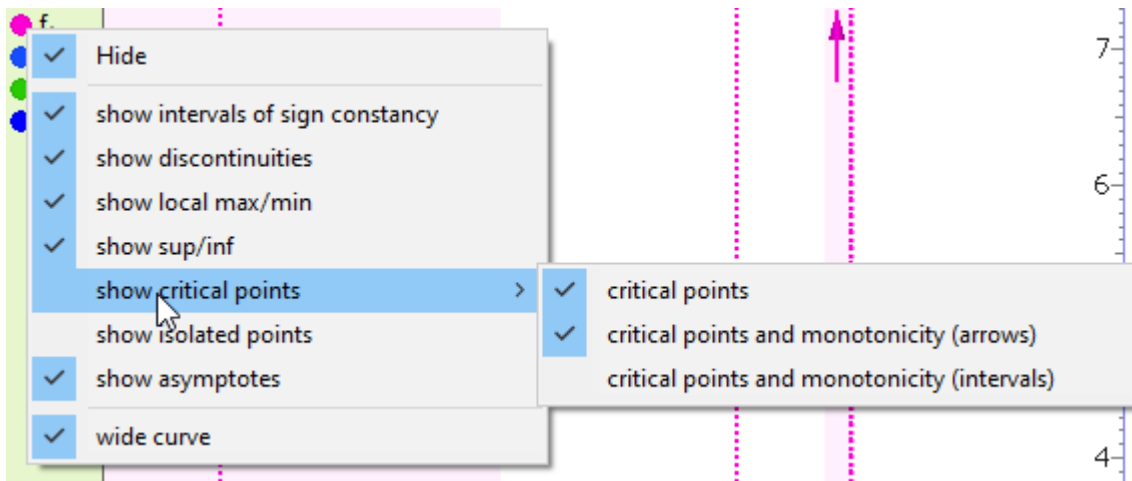 f.
Hide
7
show intervals of sign constancy
show discontinuities
6
show local max/min
show sup/inf
show critical points
critical points
show isolated points
critical points and monotonicity (arrows)
show asymptotes
critical points and monotonicity (intervals)
wide curve
4